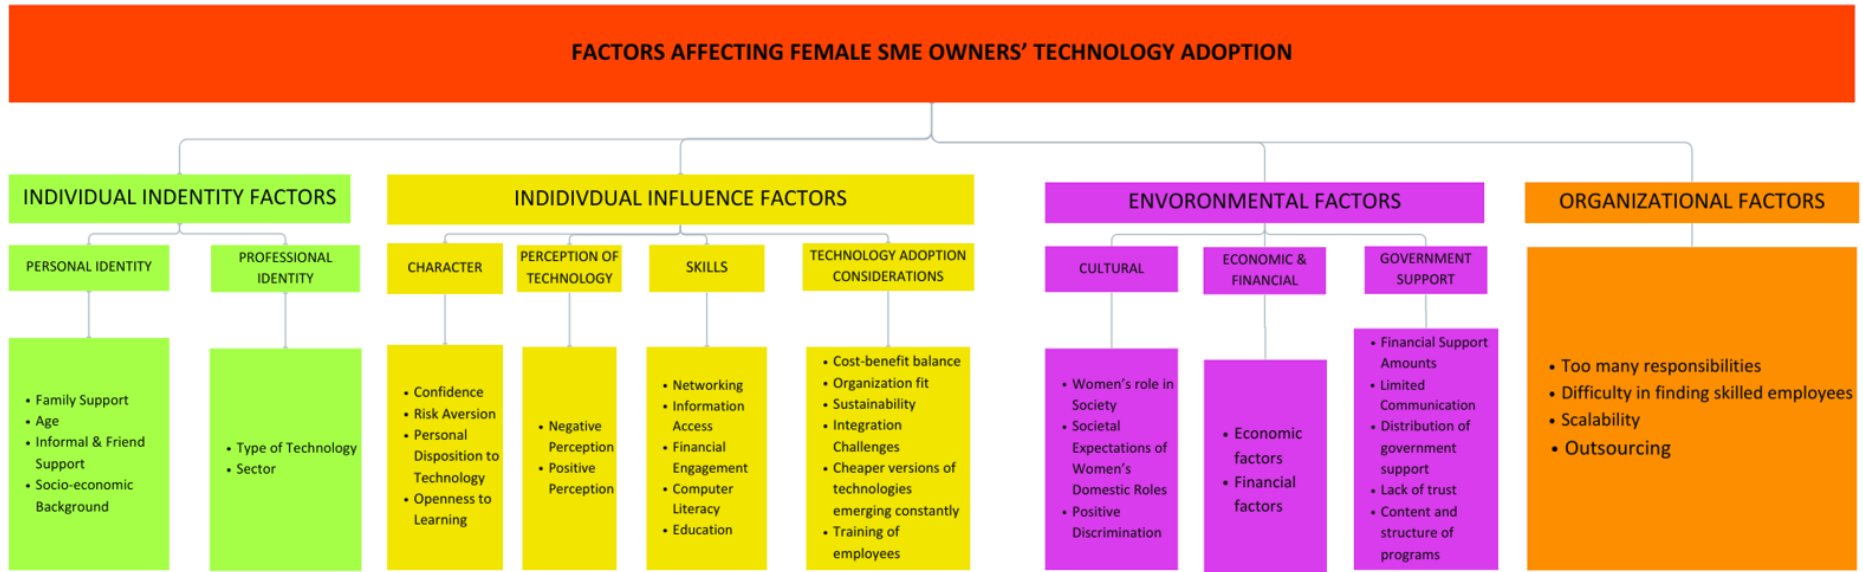 FACTORS AFFECTING FEMALE SME OWNERS’ TECHNOLOGY ADOPTION
INDIVIDUAL INDENTITY FACTORS
PERSONAL IDENTITY
• Family Support
• Age
• Informal & Friend
Support
• Socio-economic
Background
PROFESSIONAL
IDENTITY
• Type of Technology
• Sector
INDIDIVDUAL INFLUENCE FACTORS
CHARACTER
• Confidence
• Risk Aversion
• Personal
Disposition to
Technology
• Openness to
Learning
PERCEPTION OF
TECHNOLOGY
• Negative
Perception
• Positive
Perception
SKILLS
• Networking
• Information
Access
• Financial
Engagement
• Computer
Literacy
• Education
TECHNOLOGY ADOPTION
CONSIDERATIONS
• Cost-benefit balance
• Organization fit
• Sustainability
• Integration
Challenges
• Cheaper versions of
technologies
emerging constantly
• Training of
employees
ENVORONMENTAL FACTORS
CULTURAL
• Women’s role in
Society
• Societal
Expectations of
Women’s
Domestic Roles
• Positive
Discrimination
ECONOMIC &
FINANCIAL
• Economic
factors
• Financial
factors
GOVERNMENT
SUPPORT
• Financial Support
Amounts
• Limited
Communication
• Distribution of
government
support
• Lack of trust
• Content and
structure of
programs
ORGANIZATIONAL FACTORS
• Too many responsibilities
• Difficulty in finding skilled employees
• Scalability
• Outsourcing